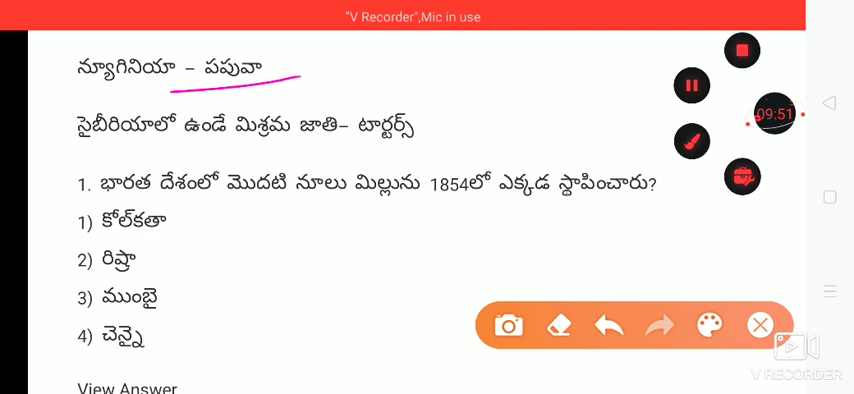 "V Recorder",Mic in use
న్యూగినియా – పపువా
సైబీరియాలో ఉండే మిశ్రమ జాతి– టార్టర్స్
09:51
1. భారత దేశంలో మొదటి నూలు మిల్లును 1854లో ఎక్కడ స్థాపించారు?
1) కోల్‌కతా
2) రిష్రా
3) ముంబై
4) చెన్నై
V RECORDER
View Answer